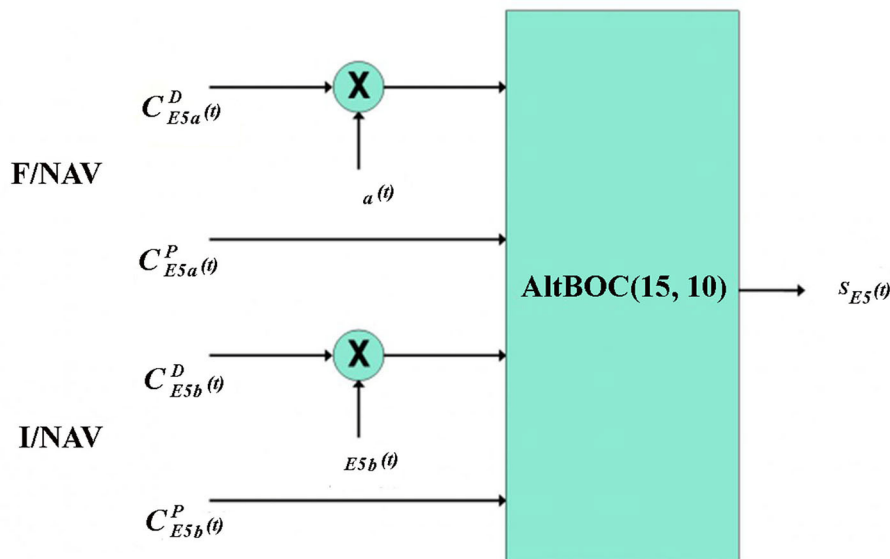 X
C^D_E5a(t)
F/NAV
a(t)
C^P_E5a(t)
AltBOC(15, 10)
s_E5(t)
X
C^D_E5b(t)
I/NAV
E5b(t)
C^P_E5b(t)